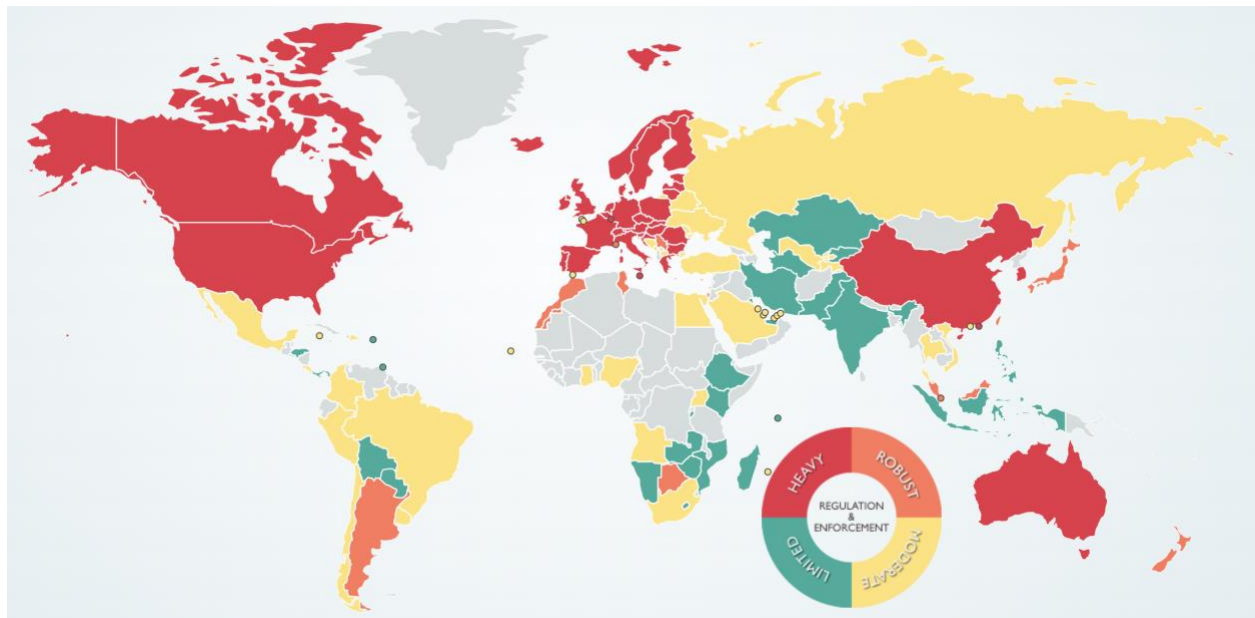 HEAVY
ROBUST
REGULATION
&
ENFORCEMENT
LIMITED
MODERATE